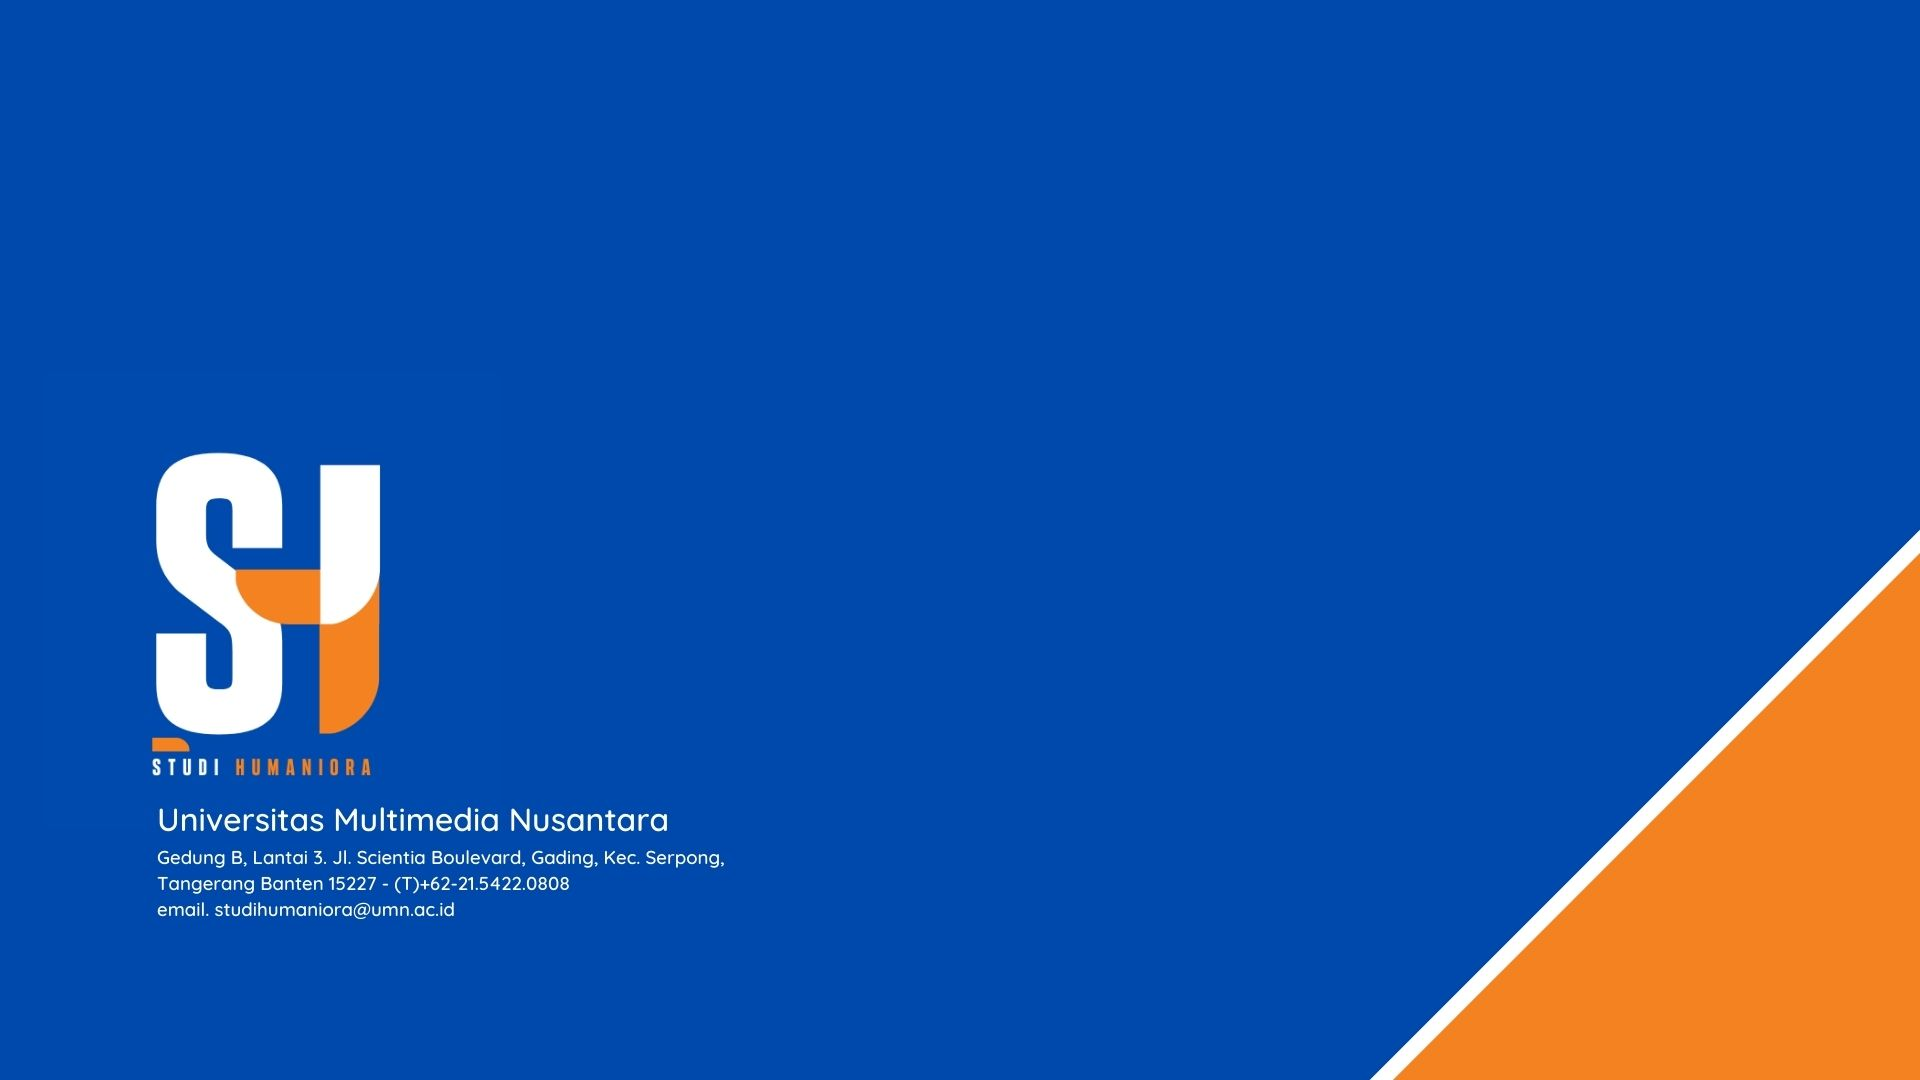 SH
STUDI HUMANIORA
Universitas Multimedia Nusantara
Gedung B, Lantai 3. Jl. Scientia Boulevard, Gading, Kec. Serpong,
Tangerang Banten 15227 - (T)+62-21.5422.0808
email. studihumaniora@umn.ac.id